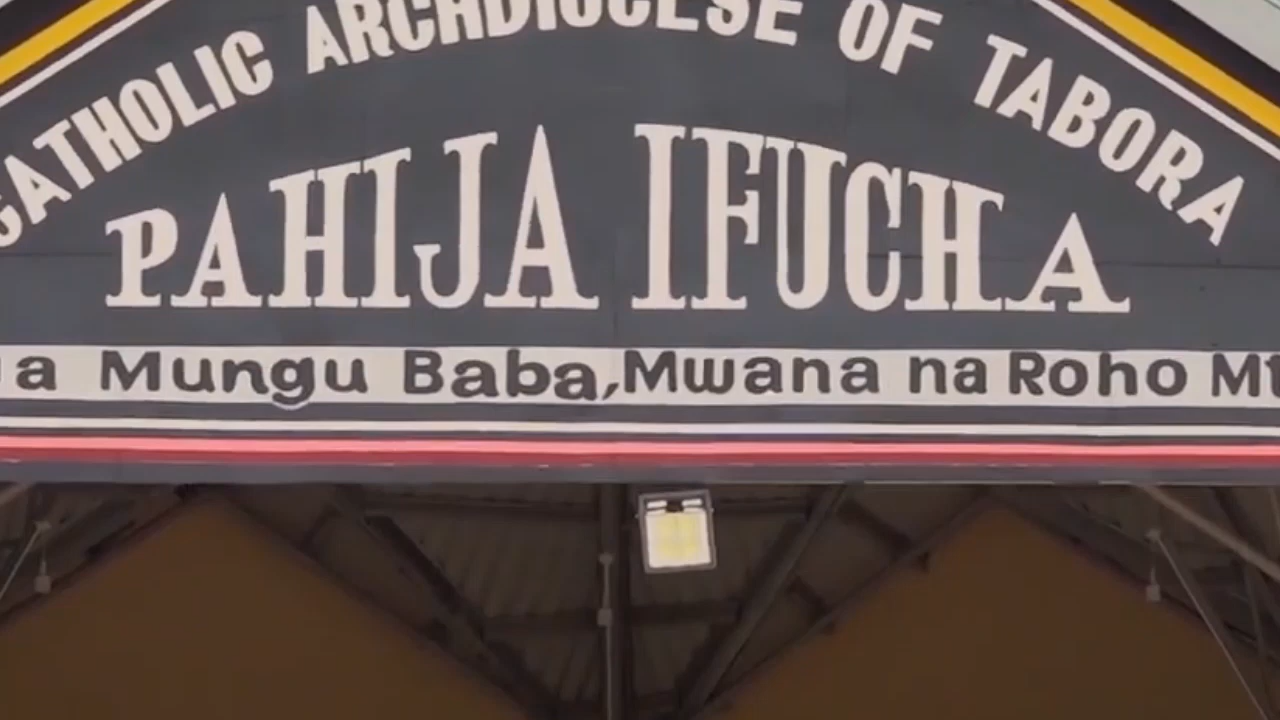 CATHOLIC ARCHDIOCESE OF TABORA
PAHIJA IFUCHA
Mungu Baba, Mwana na Roho